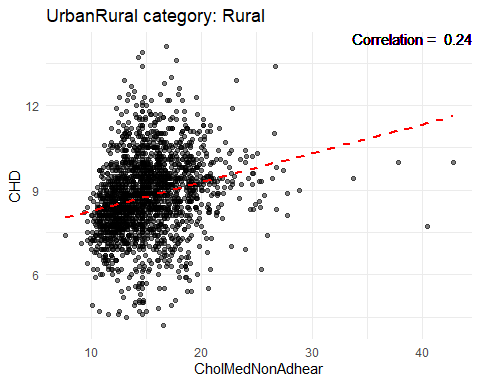 UrbanRural category: Rural
Correlation = 0.24
CHD
12
9
6
10 20 30 40
CholMedNonAdhear